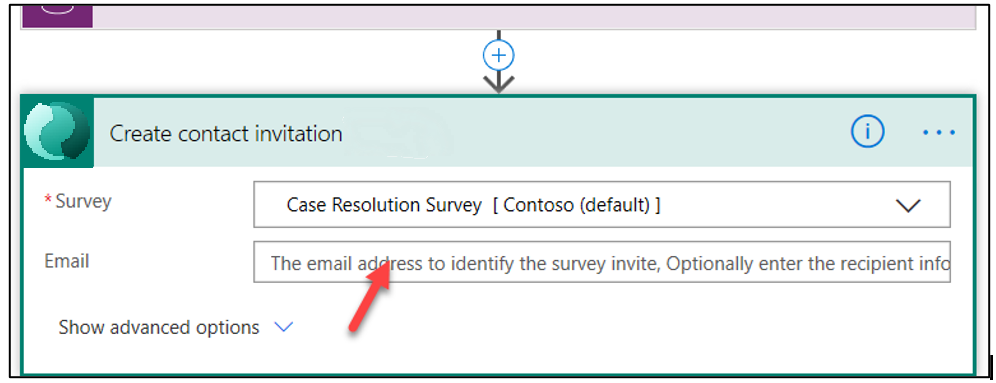 Create contact invitation
* Survey
Case Resolution Survey [ Contoso (default) ]
Email
The email address to identify the survey invite, Optionally enter the recipient info
Show advanced options